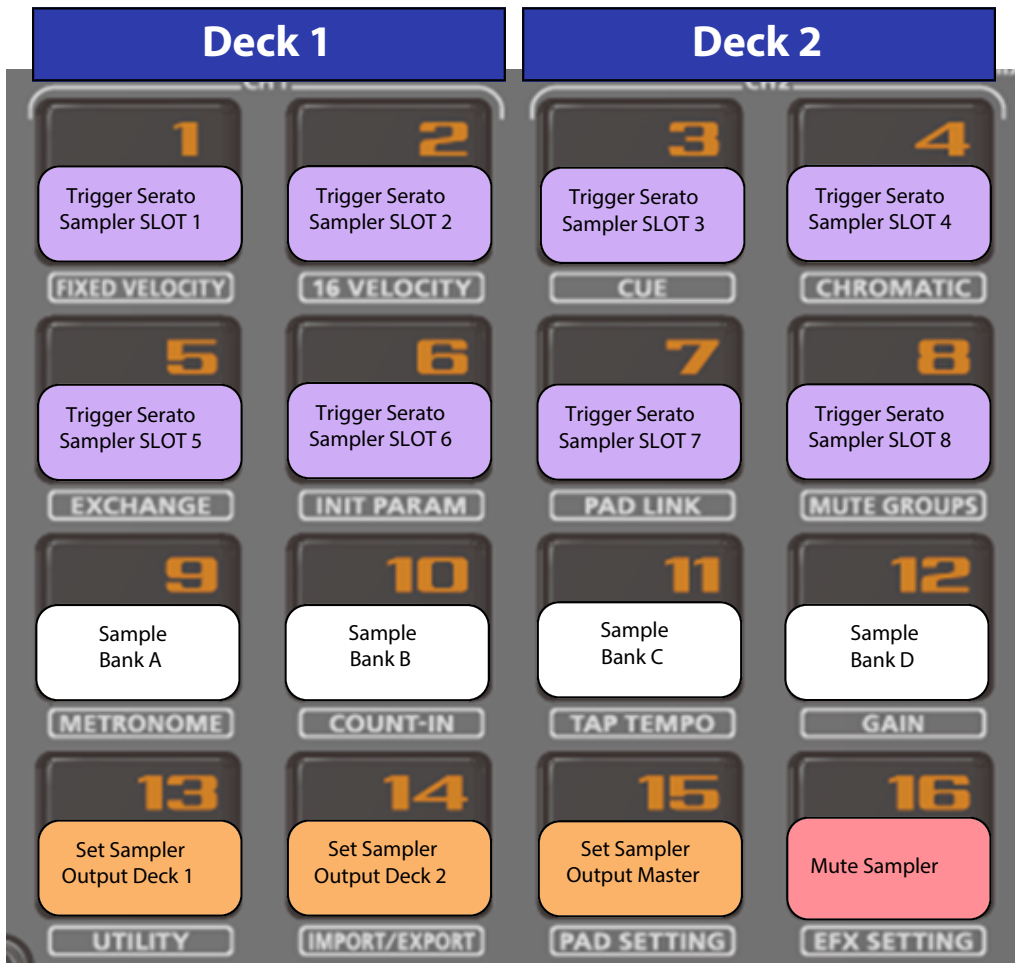 Deck 1
Deck 2
CH1
CH2
1
2
3
4
Trigger Serato
Sampler SLOT 1
Trigger Serato
Sampler SLOT 2
Trigger Serato
Sampler SLOT 3
Trigger Serato
Sampler SLOT 4
FIXED VELOCITY
16 VELOCITY
CUE
CHROMATIC
5
6
7
8
Trigger Serato
Sampler SLOT 5
Trigger Serato
Sampler SLOT 6
Trigger Serato
Sampler SLOT 7
Trigger Serato
Sampler SLOT 8
EXCHANGE
INIT PARAM
PAD LINK
MUTE GROUPS
9
10
11
12
Sample
Bank A
Sample
Bank B
Sample
Bank C
Sample
Bank D
METRONOME
COUNT-IN
TAP TEMPO
GAIN
13
14
15
16
Set Sampler
Output Deck 1
Set Sampler
Output Deck 2
Set Sampler
Output Master
Mute Sampler
UTILITY
IMPORT/EXPORT
PAD SETTING
EFX SETTING